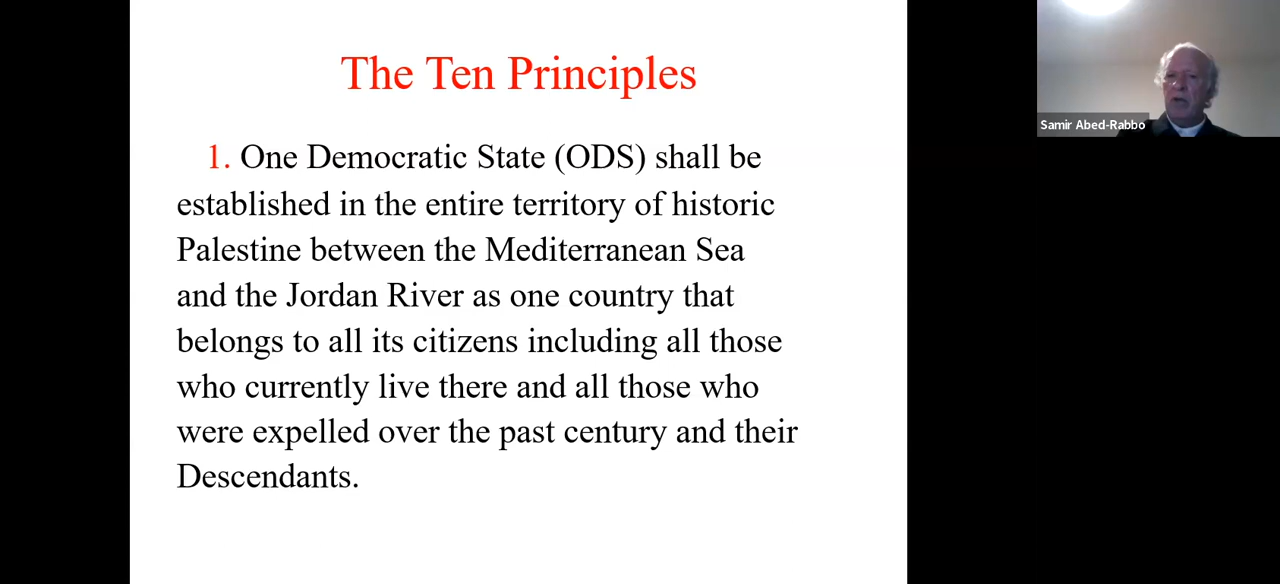 The Ten Principles
1. One Democratic State (ODS) shall be
established in the entire territory of historic
Palestine between the Mediterranean Sea
and the Jordan River as one country that
belongs to all its citizens including all those
who currently live there and all those who
were expelled over the past century and their
Descendants.
Samir Abed-Rabbo